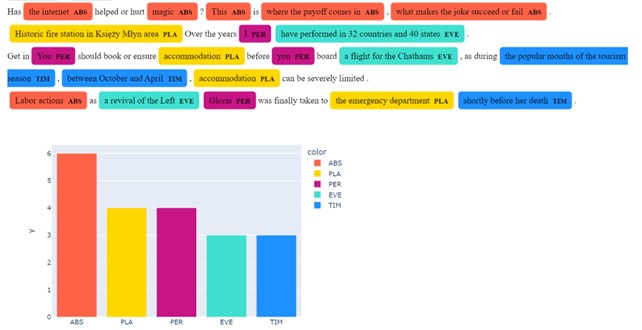 Has the internet ABS helped or hurt magic ABS ? This ABS is where the payoff comes in ABS , what makes the joke succeed or fail ABS .
Historic fire station in Księży Młyn area PLA Over the years I PER have performed in 32 countries and 40 states EVE .
Get in You PER should book or ensure accommodation PLA before you PER board a flight for the Chathams EVE , as during the popular months of the tourism
season TIM , between October and April TIM , accommodation PLA can be severely limited .
Labor actions ABS as a revival of the Left EVE Gloria PER was finally taken to the emergency department PLA shortly before her death TIM .
color
ABS
PLA
PER
EVE
TIM
6
5
4
3
2
1
0
y
ABS PLA PER EVE TIM